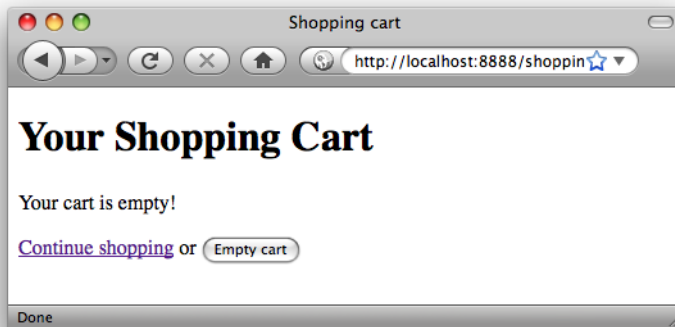 Shopping cart
http://localhost:8888/shoppin
Your Shopping Cart
Your cart is empty!
Continue shopping or Empty cart
Done